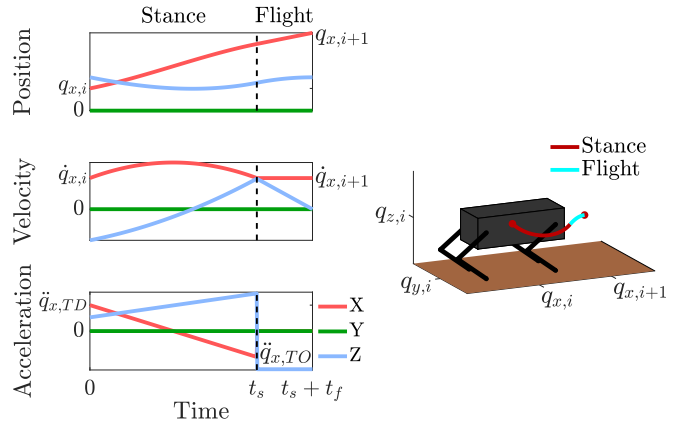 Stance Flight
Position
$q_{x,i+1}$
$q_{x,i}$
0
Velocity
$\dot{q}_{x,i}$
$\dot{q}_{x,i+1}$
0
Acceleration
$\ddot{q}_{x,TD}$
0
$\ddot{q}_{x,TO}$
X
Y
Z
0 $t_s$ $t_s + t_f$
Time
Stance
Flight
$q_{z,i}$
$q_{y,i}$
$q_{x,i}$
$q_{x,i+1}$